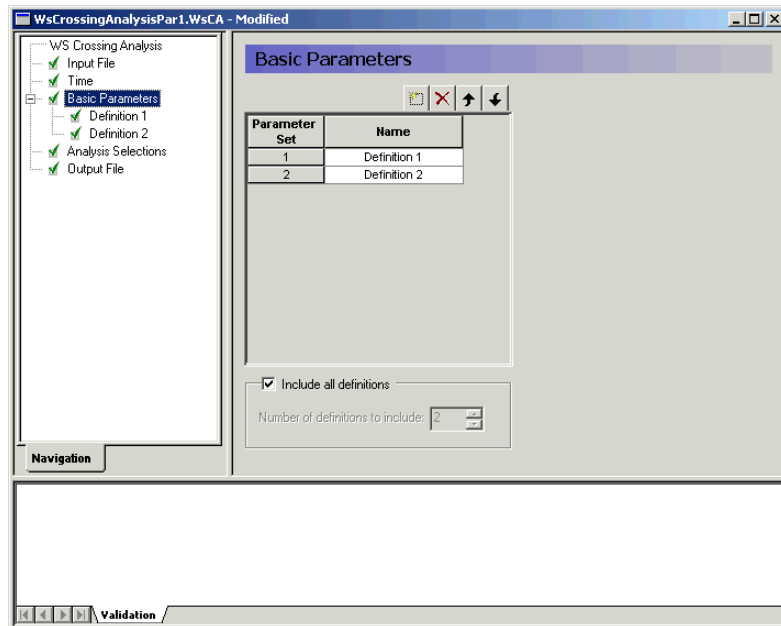 WsCrossingAnalysisPar1.WsCA - Modified
WS Crossing Analysis
Input File
Time
Basic Parameters
Definition 1
Definition 2
Analysis Selections
Output File
Navigation
Basic Parameters
Parameter Set Name
1 Definition 1
2 Definition 2
Include all definitions
Number of definitions to include: 2
Validation